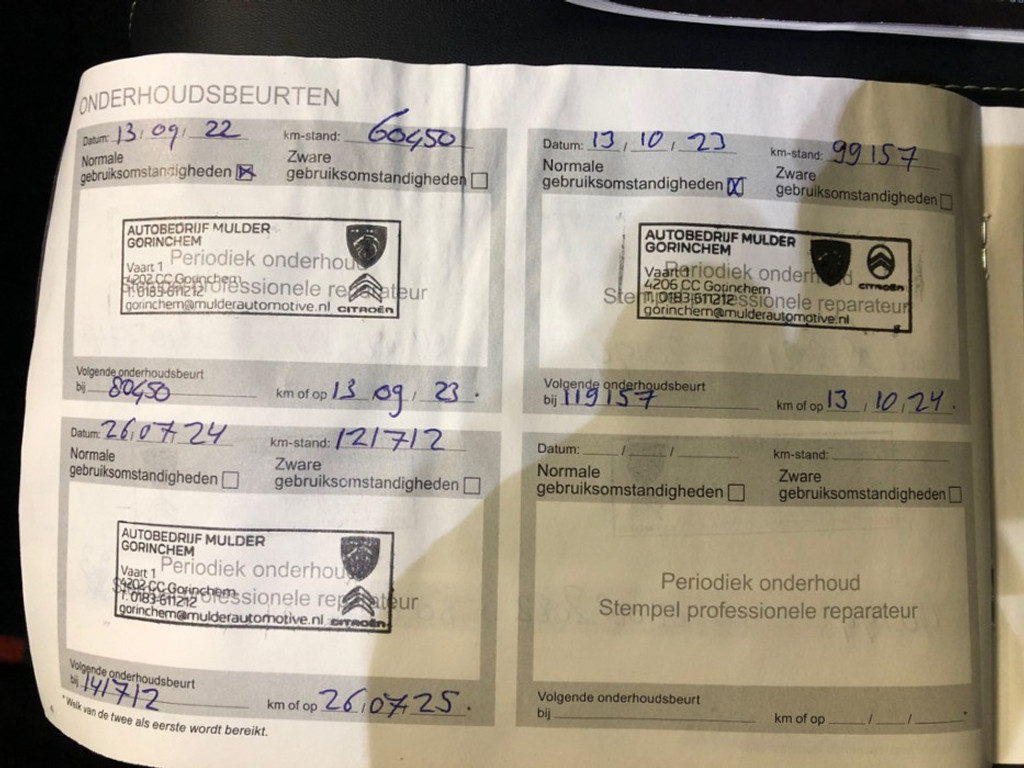 ONDERHOUDSBEURTEN
Datum: 13, 09, 22 km-stand: 60450
Normale gebruiksomstandigheden Zware gebruiksomstandigheden
AUTOBEDRIJF MULDER
GORINCHEM
Periodiek onderhoud
Vaart 1
4202 CC Gorinchem
Stempel professionele reparateur
T. 0183-611212
gorinchem@mulderautomotive.nl CITROËN
Volgende onderhoudsbeurt
bij 80450 km of op 13 09, 23.
Datum: 13, 10, 23 km-stand: 99157
Normale gebruiksomstandigheden Zware gebruiksomstandigheden
AUTOBEDRIJF MULDER
GORINCHEM
Periodiek onderhoud
Vaart 1
4206 CC Gorinchem
CITROËN
Stempel professionele reparateur
T. 0183-611212
gorinchem@mulderautomotive.nl
Volgende onderhoudsbeurt
bij 119157 km of op 13, 10, 24.
Datum: 26,07,24 km-stand: 121712
Normale gebruiksomstandigheden Zware gebruiksomstandigheden
AUTOBEDRIJF MULDER
GORINCHEM
Periodiek onderhoud
Vaart 1
4202 CC Gorinchem
Stempel professionele reparateur
T. 0183-611212
gorinchem@mulderautomotive.nl CITROËN
Volgende onderhoudsbeurt
bij 141712 km of op 26,07,25.
* Welk van de twee als eerste wordt bereikt.
Datum: / / km-stand:
Normale gebruiksomstandigheden Zware gebruiksomstandigheden
Periodiek onderhoud
Stempel professionele reparateur
Volgende onderhoudsbeurt
bij km of op / / .